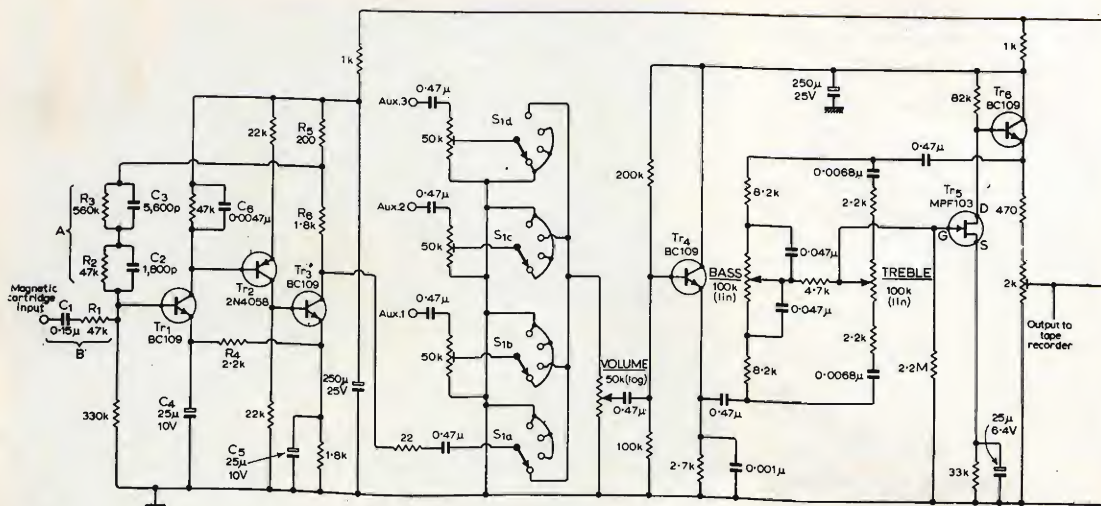 1k
0·47μ
Aux.3
50k
S1d
250μ
25V
1k
82k
Tr6
BC109
22k
R5
200
R3
560k
C3
5,600p
A
47k
C6
0·0047μ
R6
1·8k
Aux.2
0·47μ
50k
S1c
200k
8·2k
0·0068μ
2·2k
0·47μ
Tr5
MPF103
D
G
S
470
R2
47k
C2
1,800p
Tr2
2N4058
Tr3
BC109
Tr4
BC109
BASS
100k
(lin)
0·047μ
4·7k
0·047μ
TREBLE
100k
(lin)
2k
Magnetic
cartridge
input
C1
0·15μ
R1
47k
B
Tr1
BC109
R4
2·2k
Aux.1
0·47μ
50k
S1b
250μ
25V
VOLUME
50k(log)
0·47μ
8·2k
0·47μ
2·2k
0·0068μ
2·2M
Output to
tape
recorder
330k
C4
25μ
10V
22k
C5
25μ
10V
1·8k
22
0·47μ
S1a
100k
2·7k
0·001μ
33k
25μ
6·4V